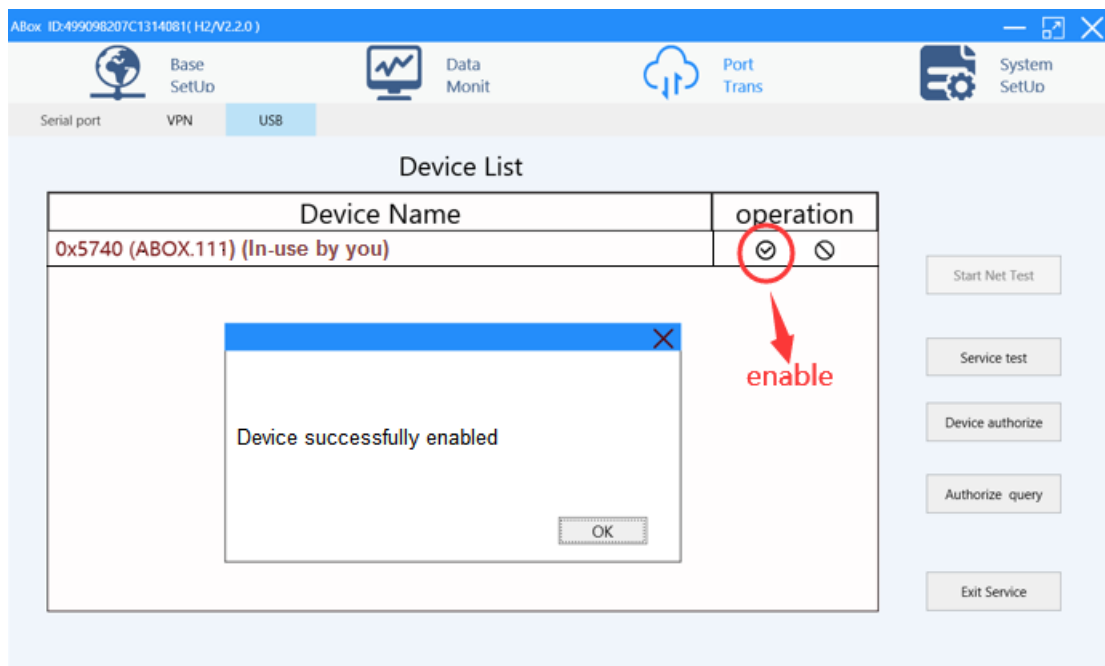 ABox ID:499098207C1314081( H2/V2.2.0 )
Base
SetUp
Data
Monit
Port
Trans
System
SetUp
Serial port
VPN
USB
Device List
Device Name
operation
0x5740 (ABOX.111) (In-use by you)
enable
Device successfully enabled
OK
Start Net Test
Service test
Device authorize
Authorize query
Exit Service